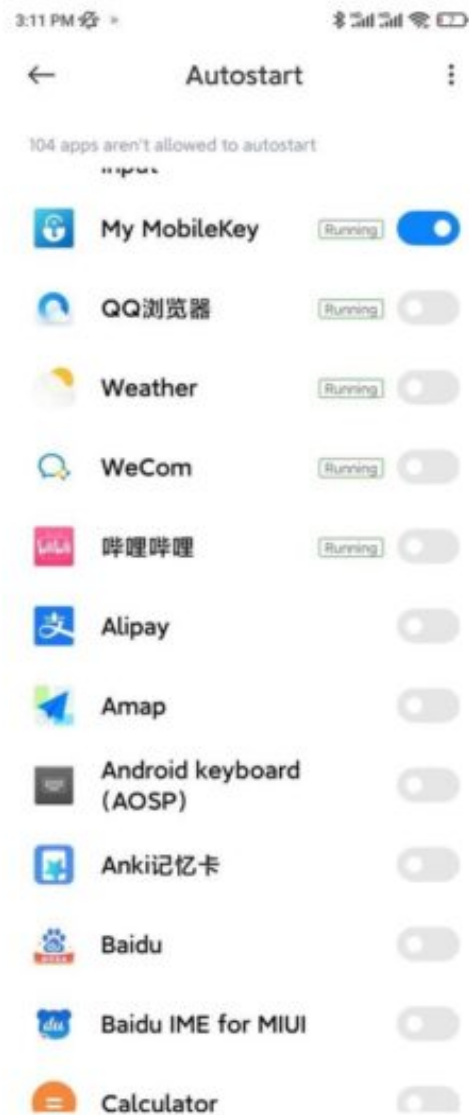 3:11 PM
Autostart
104 apps aren't allowed to autostart
input
My MobileKey Running
QQ浏览器 Running
Weather Running
WeCom Running
哔哩哔哩 Running
Alipay
Amap
Android keyboard
(AOSP)
Anki记忆卡
Baidu
du Baidu IME for MIUI
Calculator